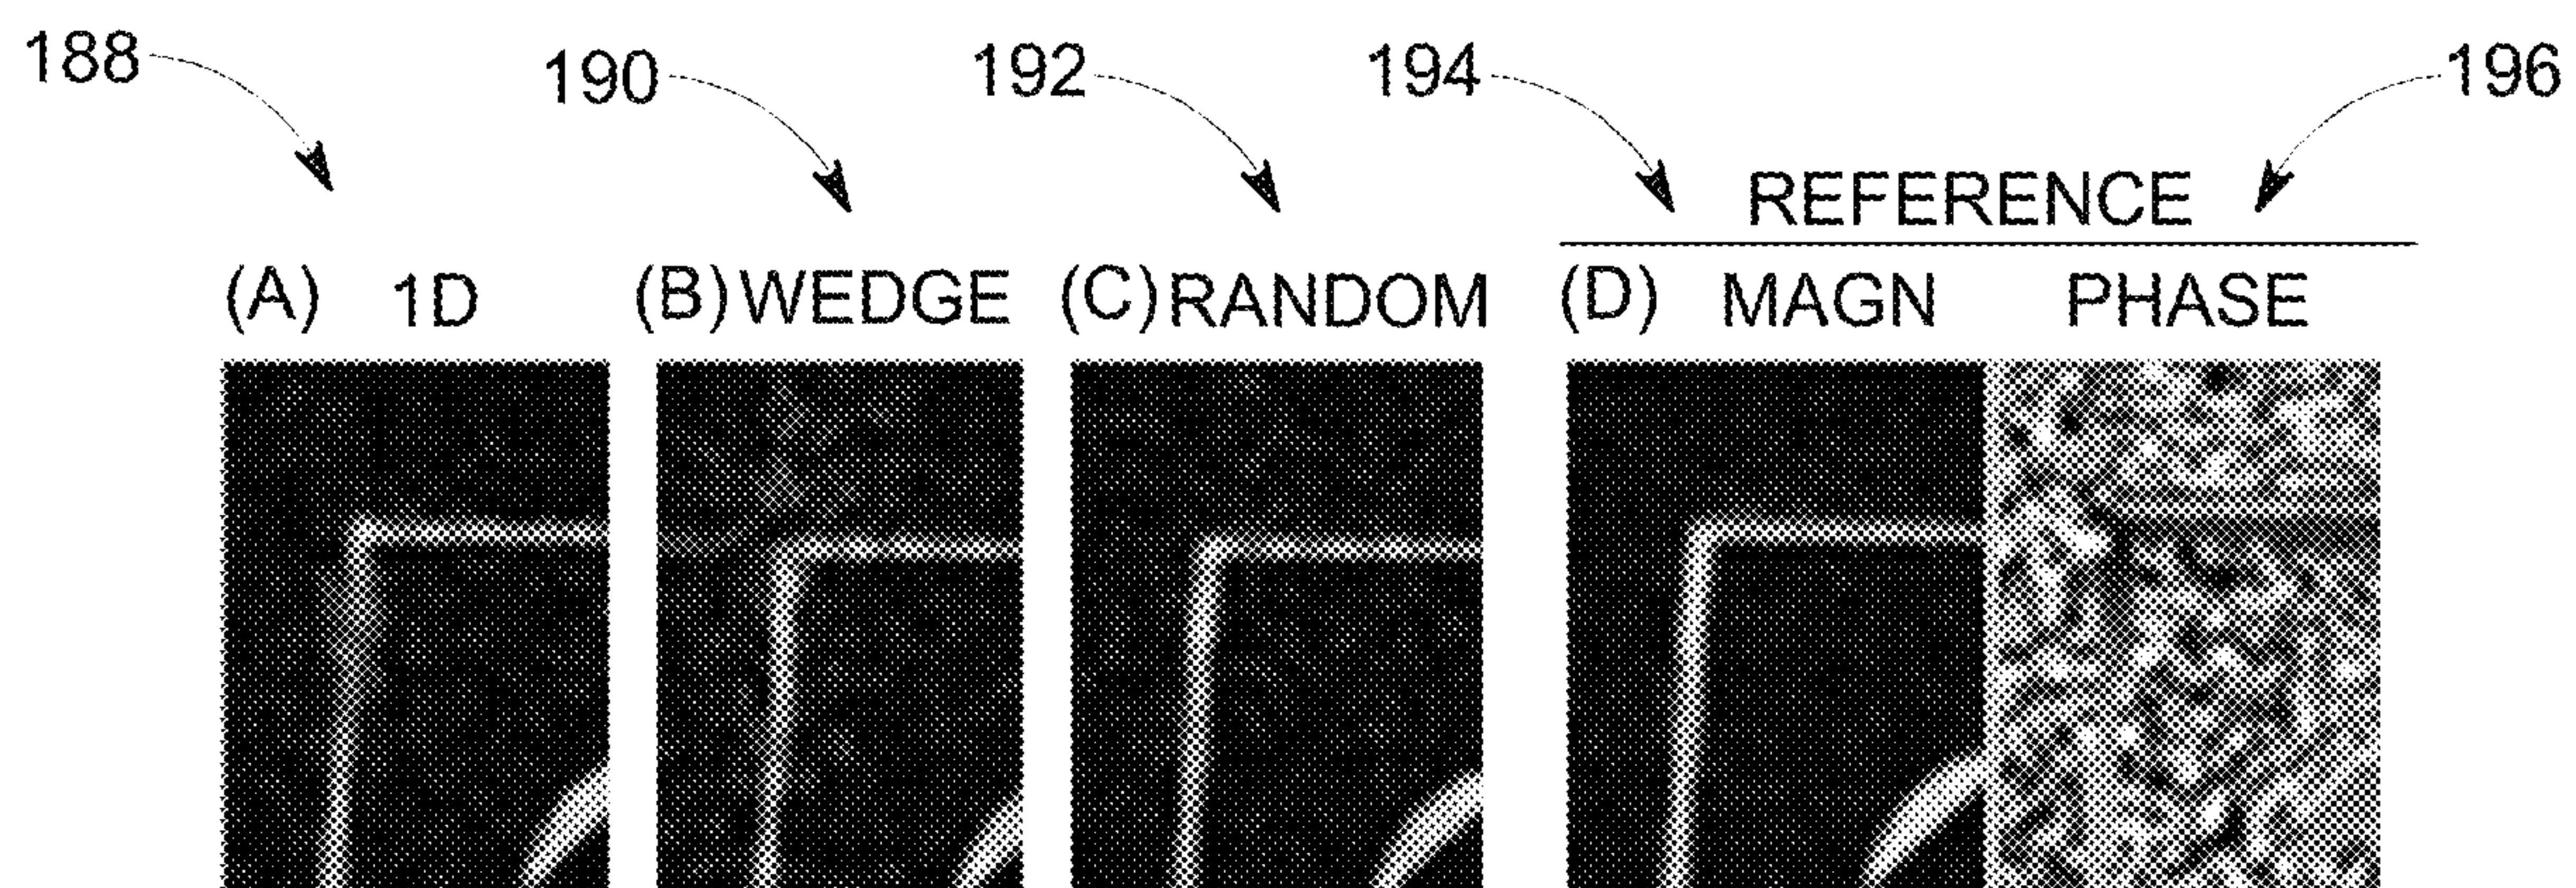 188 190 192 194 196
REFERENCE
(A) 1D (B) WEDGE (C) RANDOM (D) MAGN PHASE